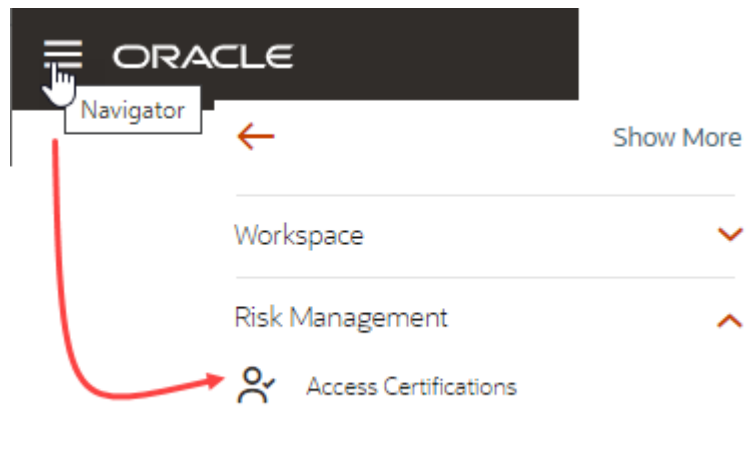 ORACLE
Navigator
Show More
Workspace
Risk Management
Access Certifications